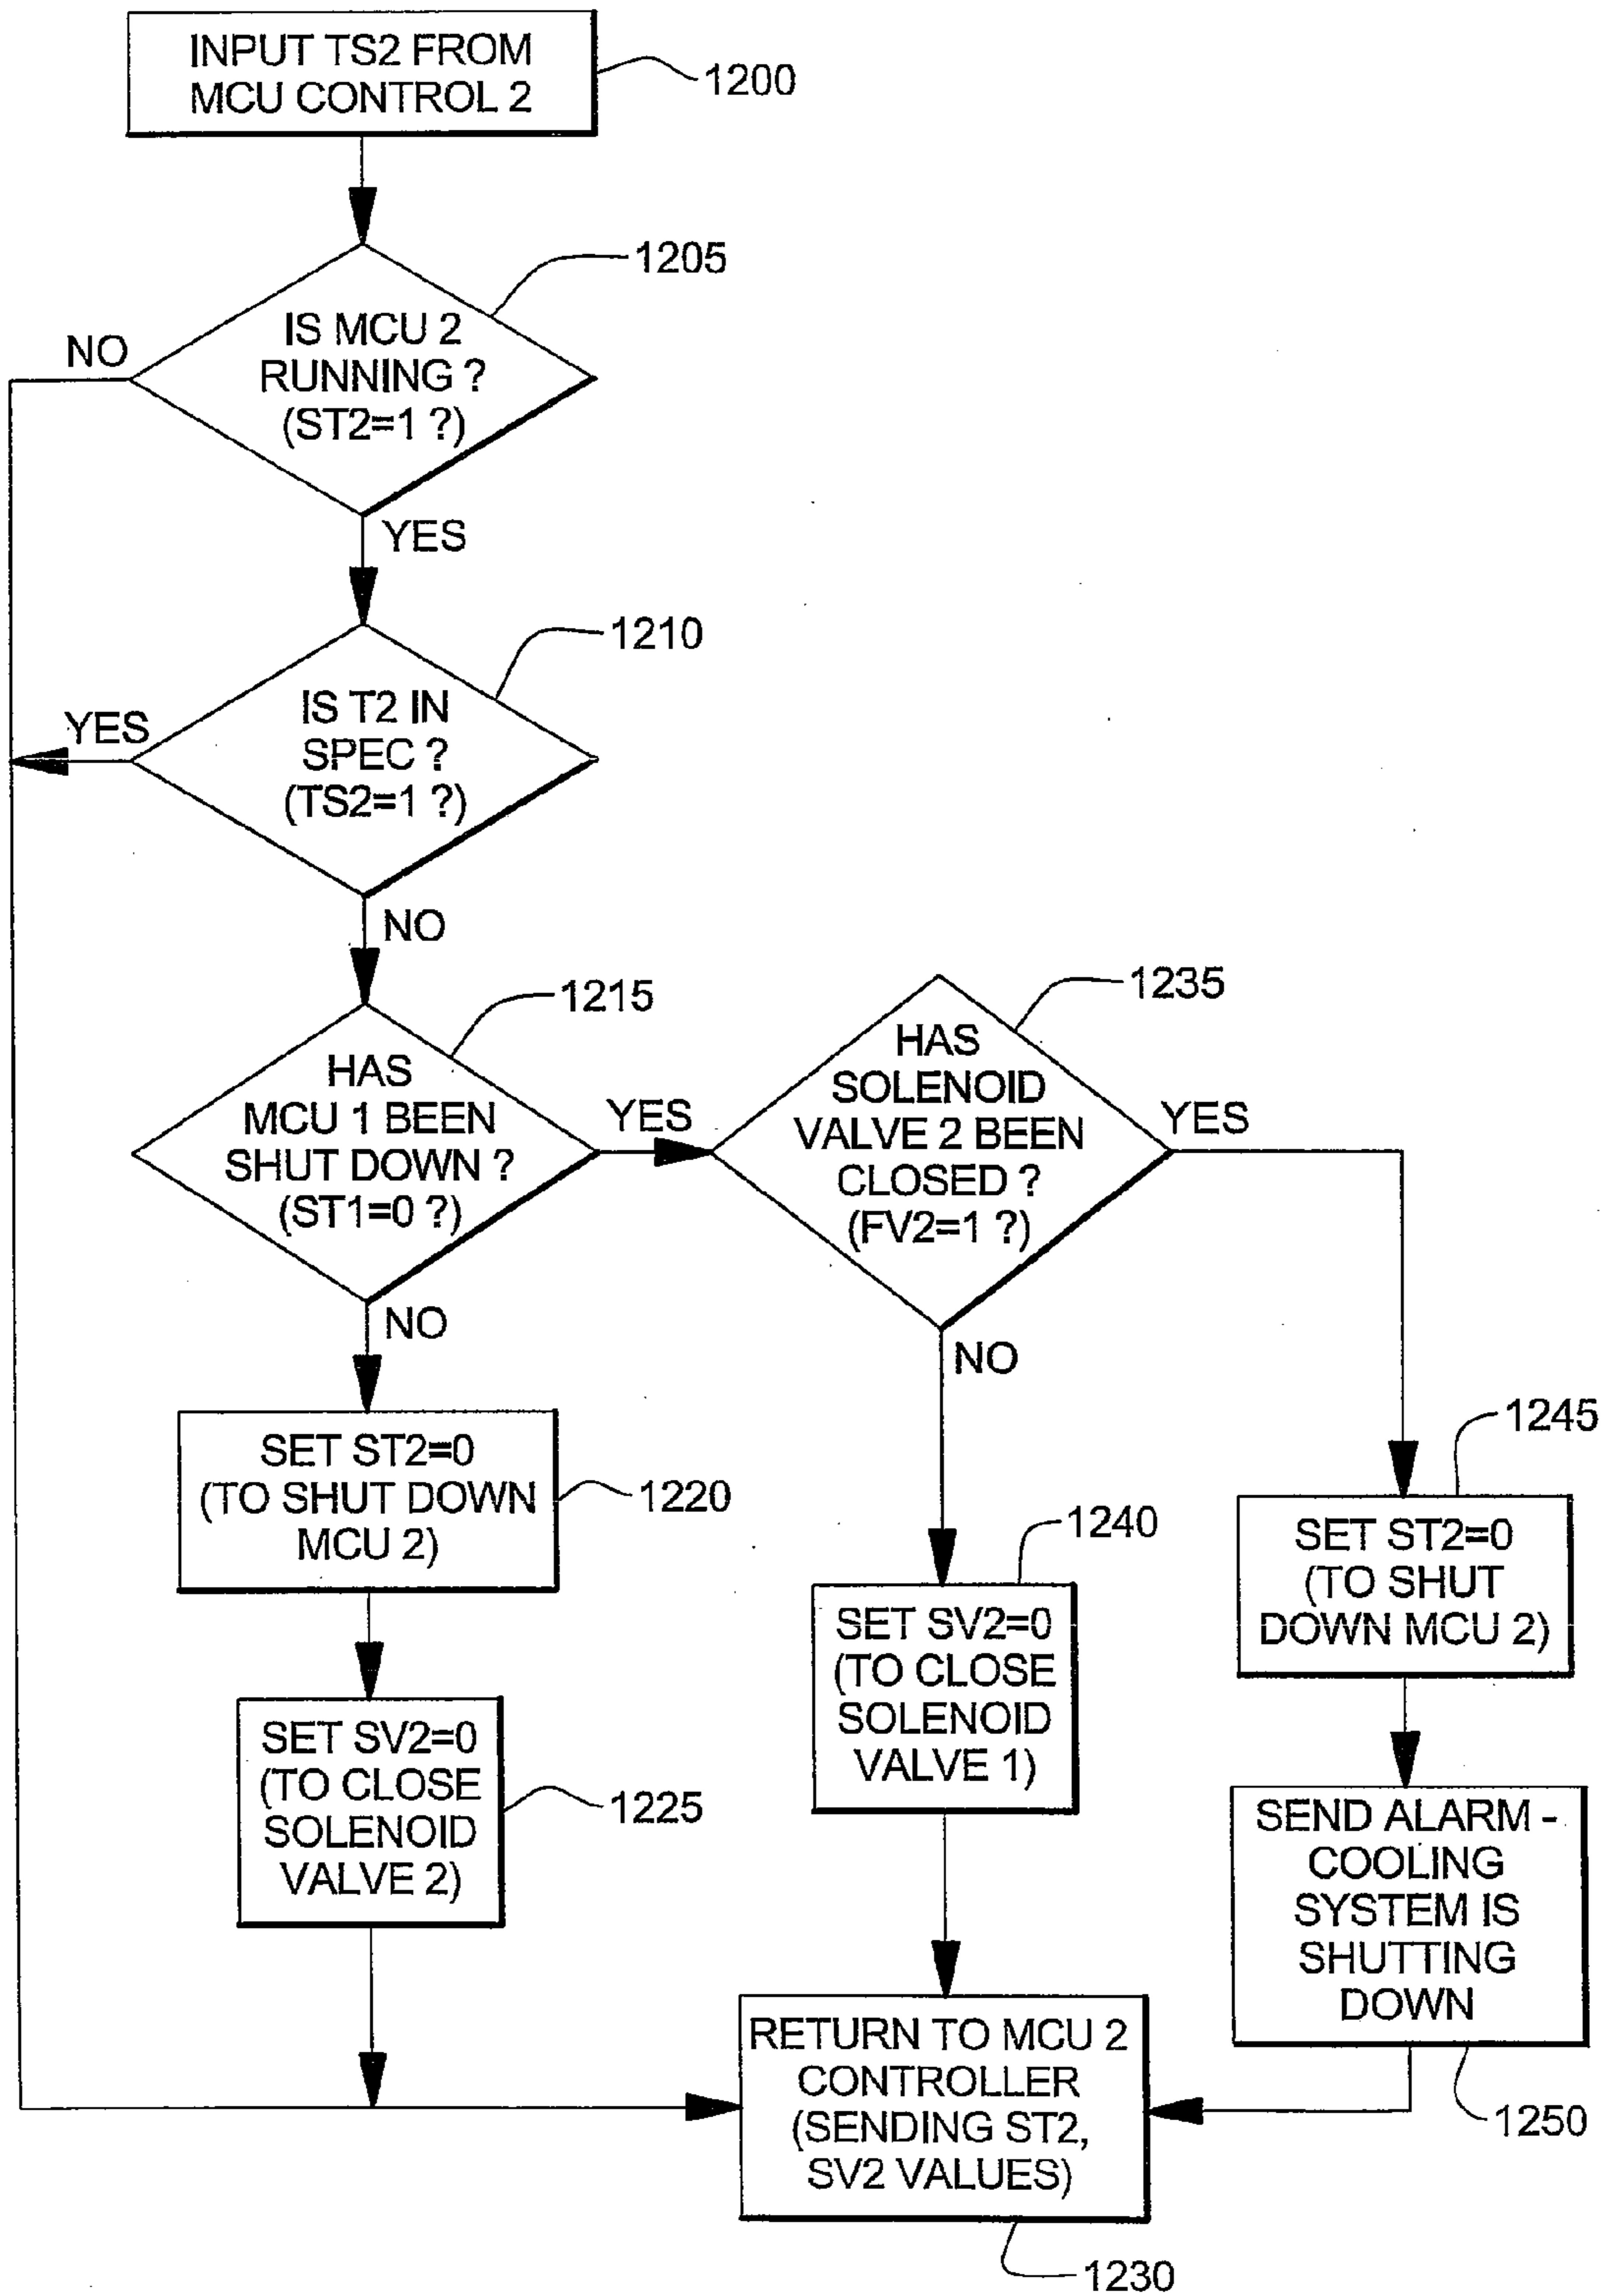 INPUT TS2 FROM
MCU CONTROL 2
1200
1205
IS MCU 2
RUNNING ?
(ST2=1 ?)
NO
YES
1210
IS T2 IN
SPEC ?
(TS2=1 ?)
YES
NO
1215
HAS
MCU 1 BEEN
SHUT DOWN ?
(ST1=0 ?)
YES
NO
1235
HAS
SOLENOID
VALVE 2 BEEN
CLOSED ?
(FV2=1 ?)
YES
NO
SET ST2=0
(TO SHUT DOWN
MCU 2)
1220
SET SV2=0
(TO CLOSE
SOLENOID
VALVE 2)
1225
1240
SET SV2=0
(TO CLOSE
SOLENOID
VALVE 1)
1245
SET ST2=0
(TO SHUT
DOWN MCU 2)
SEND ALARM -
COOLING
SYSTEM IS
SHUTTING
DOWN
1250
RETURN TO MCU 2
CONTROLLER
(SENDING ST2,
SV2 VALUES)
1230